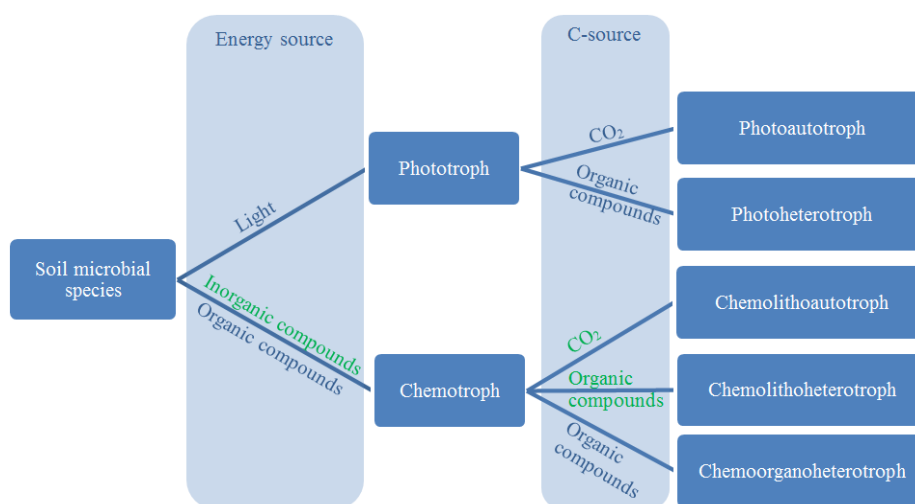 Energy source
C-source
Photoautotroph
CO₂
Phototroph
Organic
compounds
Photoheterotroph
Light
Soil microbial
species
Inorganic compounds
Organic compounds
Chemolithoautotroph
CO₂
Chemotroph
Organic
compounds
Chemolithoheterotroph
Organic
compounds
Chemoorganoheterotroph